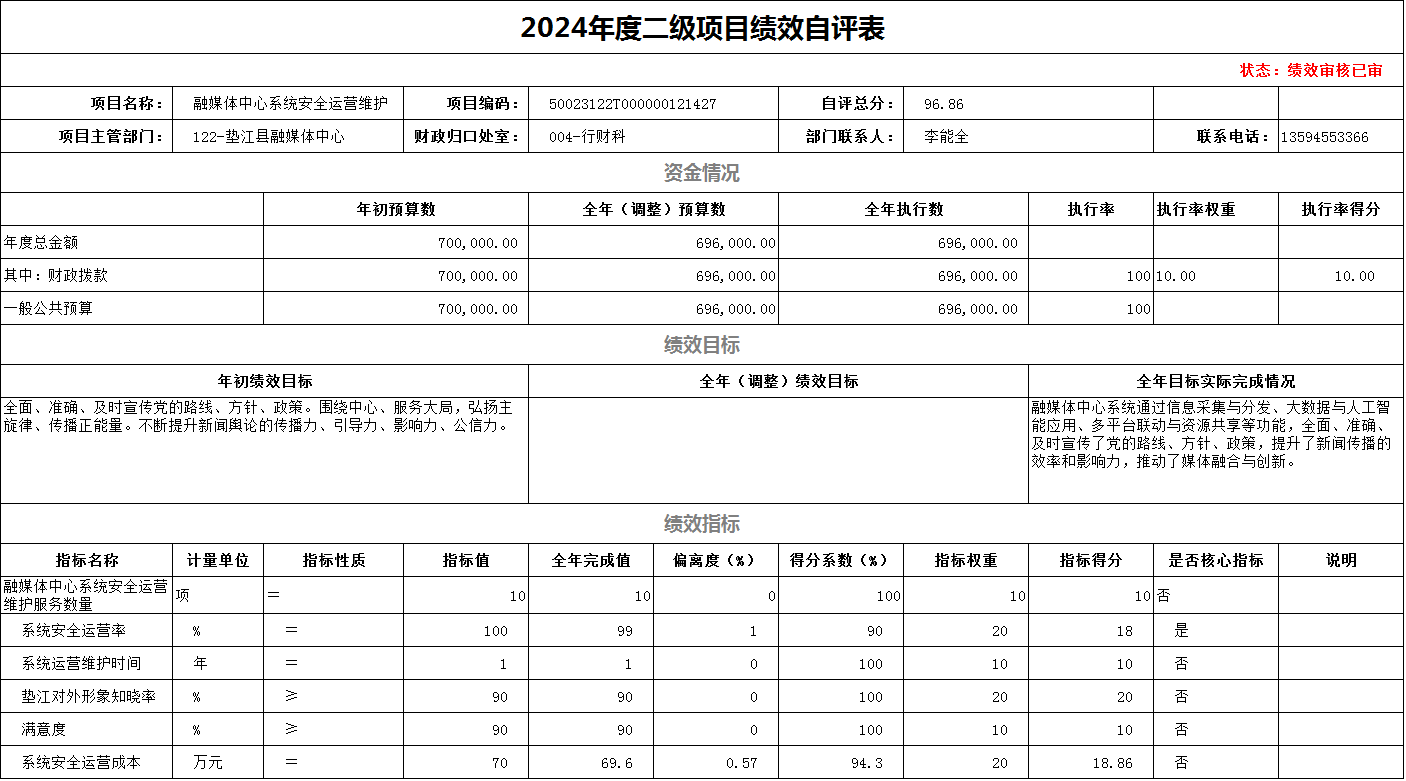 2024年度二级项目绩效自评表
状态：绩效审核已审
项目名称： 融媒体中心系统安全运营维护 项目编码： 50023122T000000121427 自评总分： 96.86
项目主管部门： 122-垫江县融媒体中心 财政归口处室： 004-行财科 部门联系人： 李能全 联系电话： 13594553366
资金情况
年初预算数 全年（调整）预算数 全年执行数 执行率 执行率权重 执行率得分
年度总金额 700,000.00 696,000.00 696,000.00
其中：财政拨款 700,000.00 696,000.00 696,000.00 100 10.00 10.00
一般公共预算 700,000.00 696,000.00 696,000.00 100
绩效目标
年初绩效目标 全年（调整）绩效目标 全年目标实际完成情况
全面、准确、及时宣传党的路线、方针、政策。围绕中心、服务大局，弘扬主
旋律、传播正能量。不断提升新闻舆论的传播力、引导力、影响力、公信力。
融媒体中心系统通过信息采集与分发、大数据与人工智
能应用、多平台联动与资源共享等功能，全面、准确、
及时宣传了党的路线、方针、政策，提升了新闻传播的
效率和影响力，推动了媒体融合与创新。
绩效指标
指标名称 计量单位 指标性质 指标值 全年完成值 偏离度（%） 得分系数（%） 指标权重 指标得分 是否核心指标 说明
融媒体中心系统安全运营
维护服务数量 项 ＝ 10 10 0 100 10 10 否
系统安全运营率 % ＝ 100 99 1 90 20 18 是
系统运营维护时间 年 ＝ 1 1 0 100 10 10 否
垫江对外形象知晓率 % ≥ 90 90 0 100 20 20 否
满意度 % ≥ 90 90 0 100 10 10 否
系统安全运营成本 万元 ＝ 70 69.6 0.57 94.3 20 18.86 否